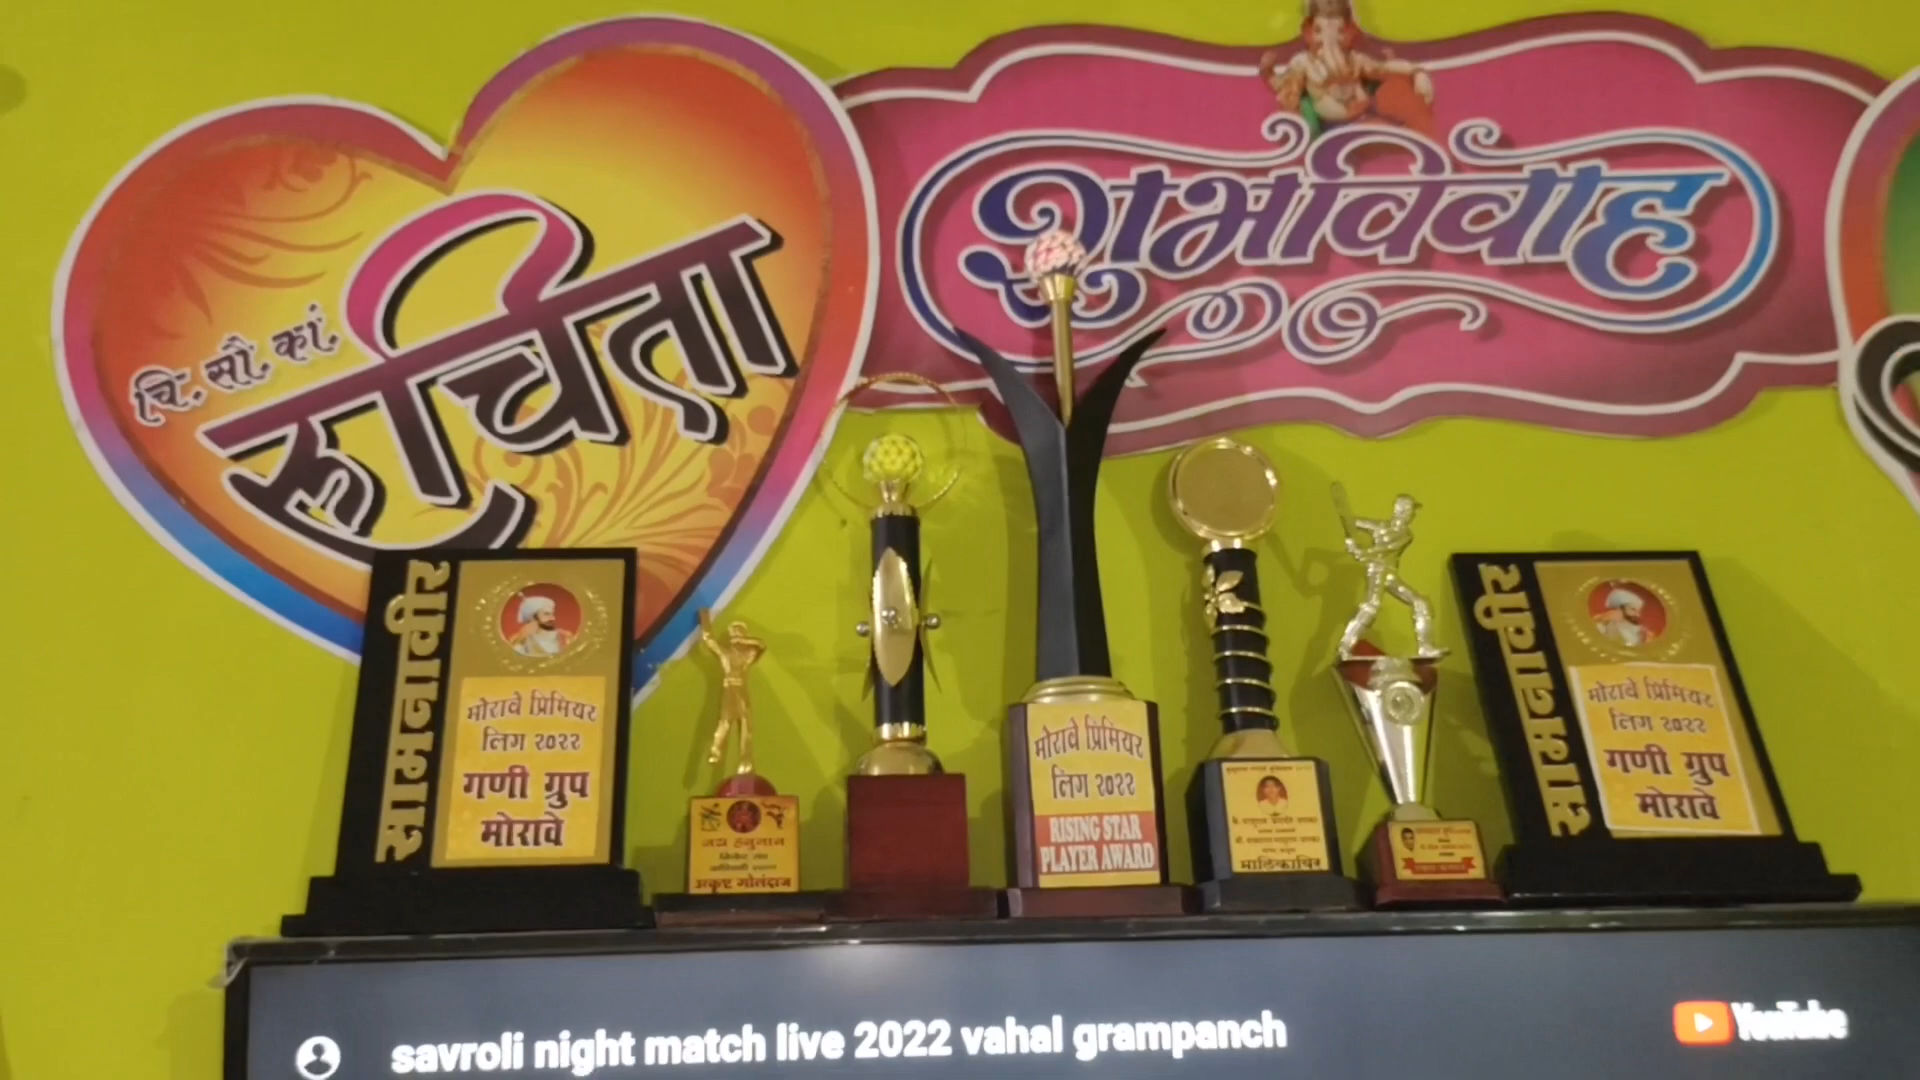 चि. सौ. कां.
रुचिता
शुभविवाह
सामनावीर
मोरावे प्रिमियर
लिग २०२२
गणी ग्रुप
मोरावे
जय हनुमान
उत्कृष्ट गोलंदाज
मोरावे प्रिमियर
लिग २०२२
RISING STAR
PLAYER AWARD
मालिकाविर
सामनावीर
मोरावे प्रिमियर
लिग २०२२
गणी ग्रुप
मोरावे
savroli night match live 2022 vahal grampanch
YouTube